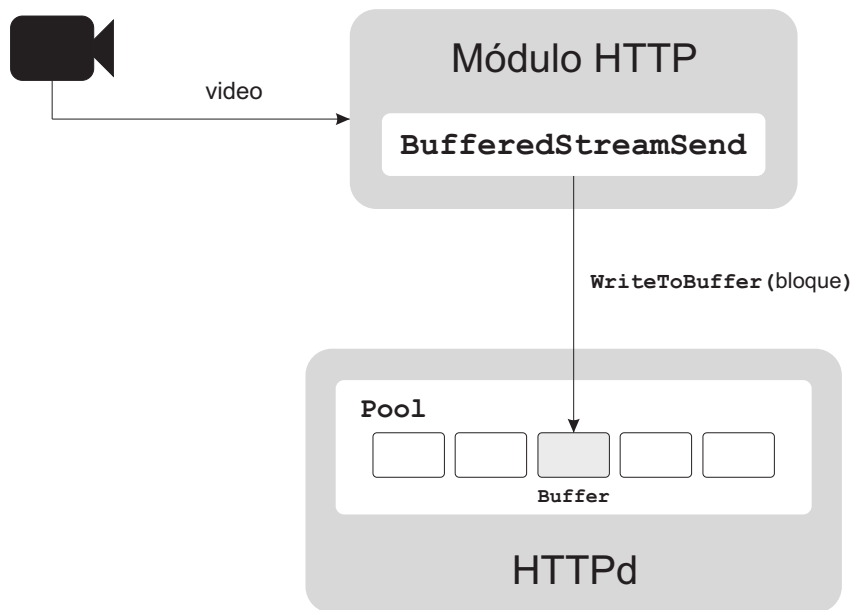 Módulo HTTP
video
BufferedStreamSend
WriteToBuffer(bloque)
Pool
Buffer
HTTPd